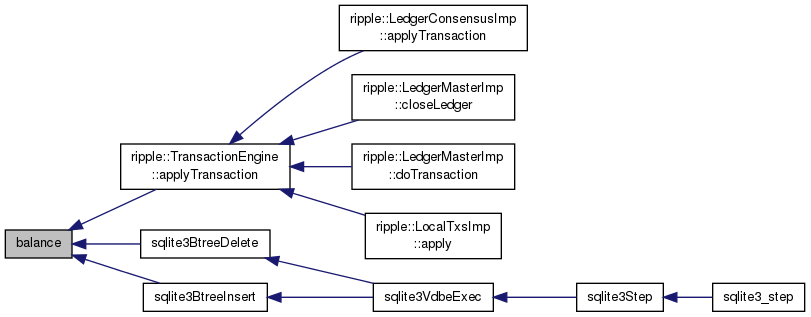 ripple::LedgerConsensusImp
::applyTransaction
ripple::LedgerMasterImp
::closeLedger
ripple::TransactionEngine
::applyTransaction
ripple::LedgerMasterImp
::doTransaction
ripple::LocalTxsImp
::apply
balance
sqlite3BtreeDelete
sqlite3BtreeInsert
sqlite3VdbeExec
sqlite3Step
sqlite3_step